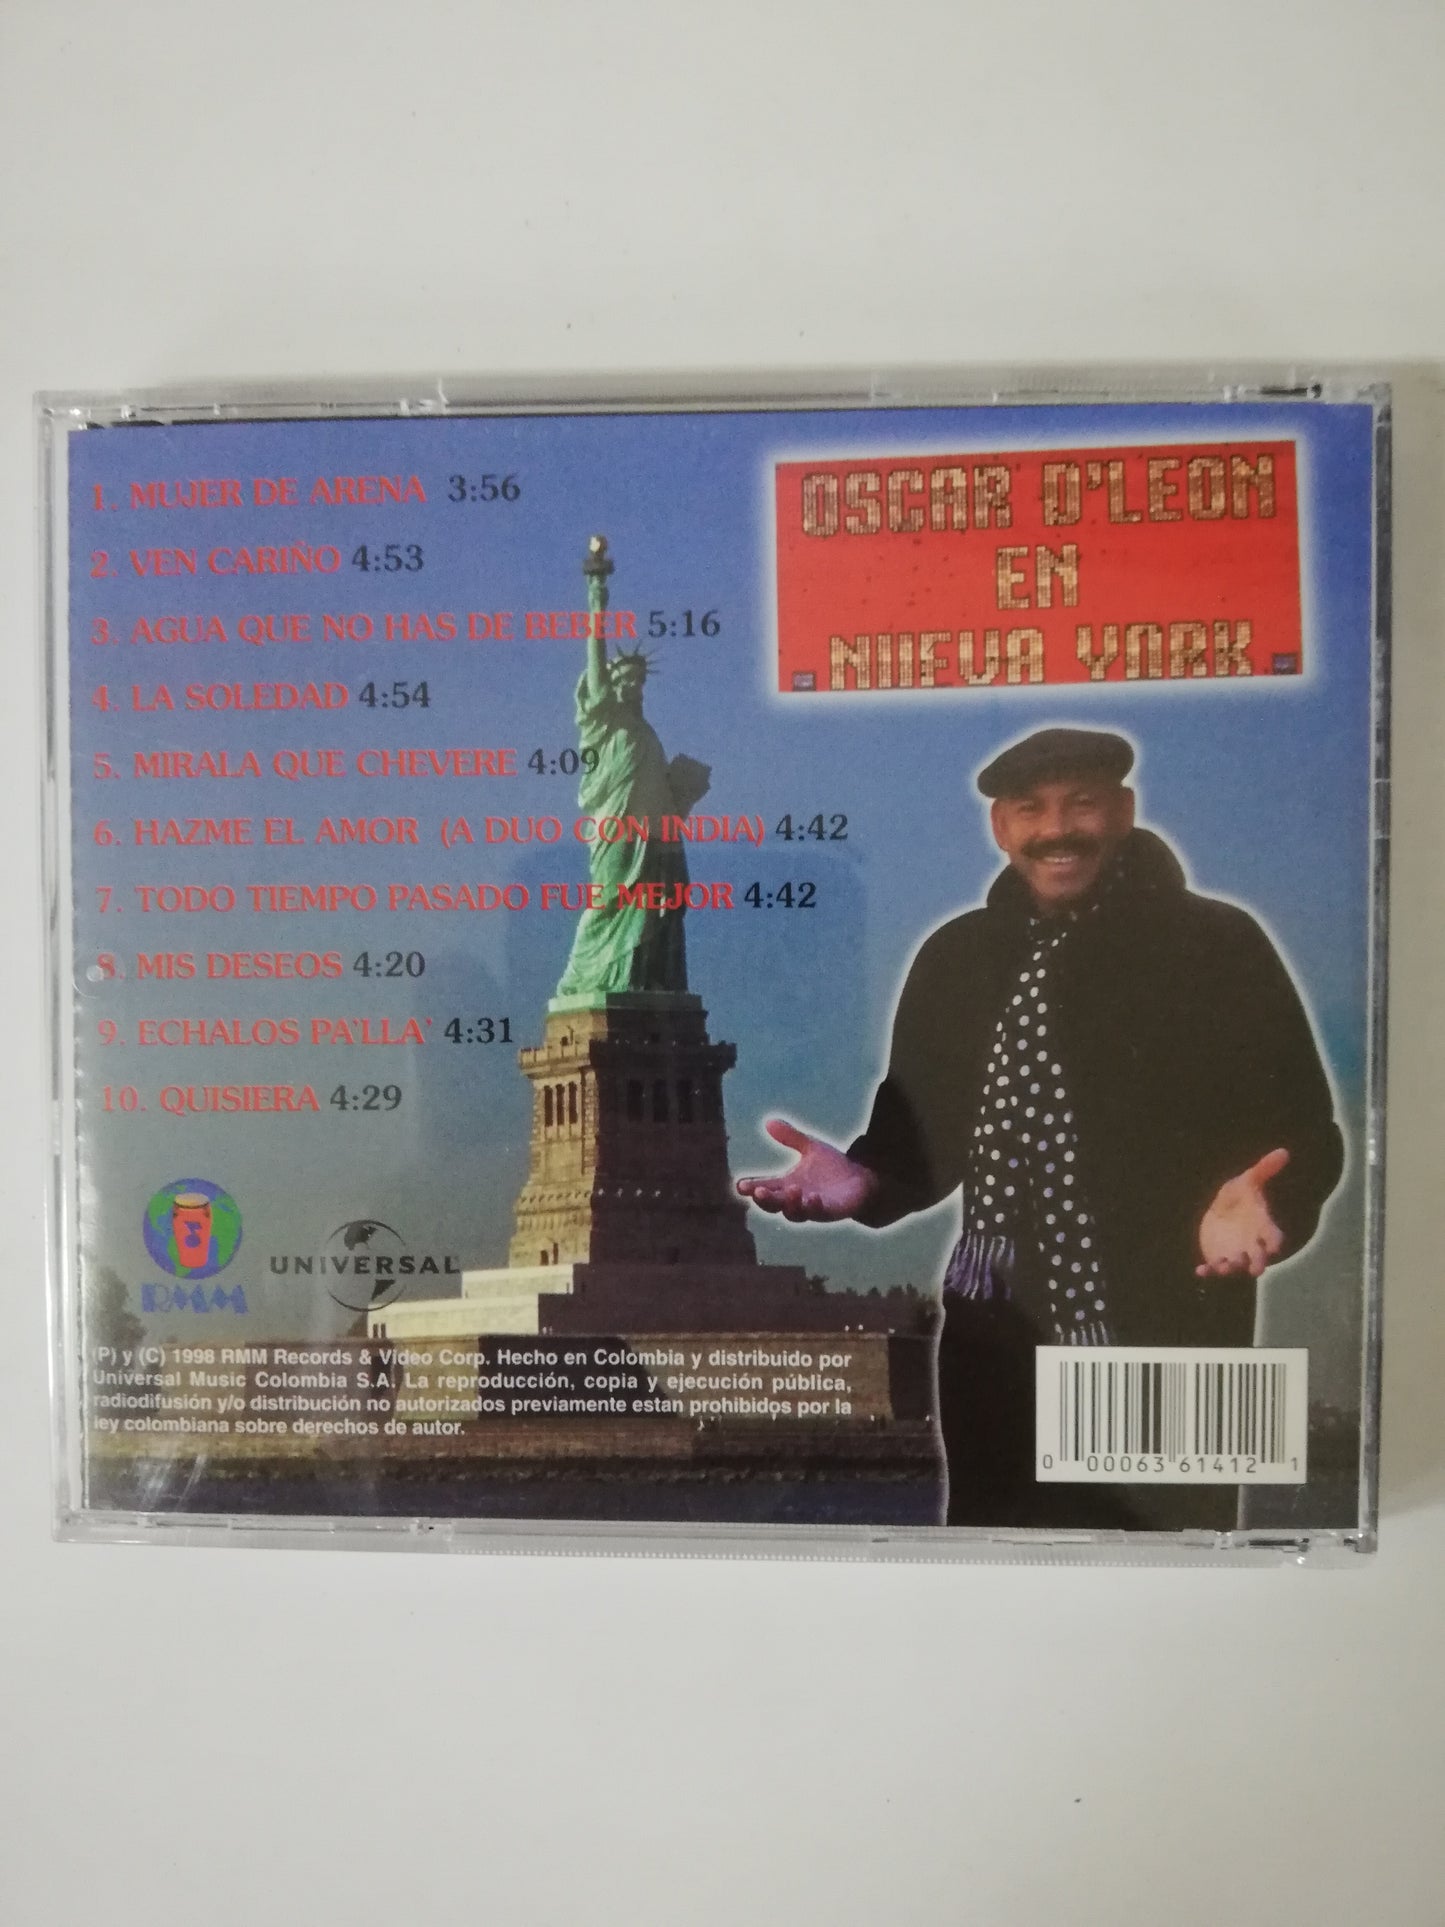 1. MUJER DE ARENA 3:56
2. VEN CARIÑO 4:53
3. AGUA QUE NO HAS DE BEBER 5:16
4. LA SOLEDAD 4:54
5. MIRALA QUE CHEVERE 4:09
6. HAZME EL AMOR (A DUO CON INDIA) 4:42
7. TODO TIEMPO PASADO FUE MEJOR 4:42
8. MIS DESEOS 4:20
9. ECHALOS PA'LLA' 4:31
10. QUISIERA 4:29
OSCAR D'LEON
EN
NUEVA YORK
RMM
UNIVERSAL
(P) y (C) 1998 RMM Records & Video Corp. Hecho en Colombia y distribuido por
Universal Music Colombia S.A. La reproducción, copia y ejecución pública,
radiodifusión y/o distribución no autorizados previamente estan prohibidos por la
ley colombiana sobre derechos de autor.
0 00063 61412 1